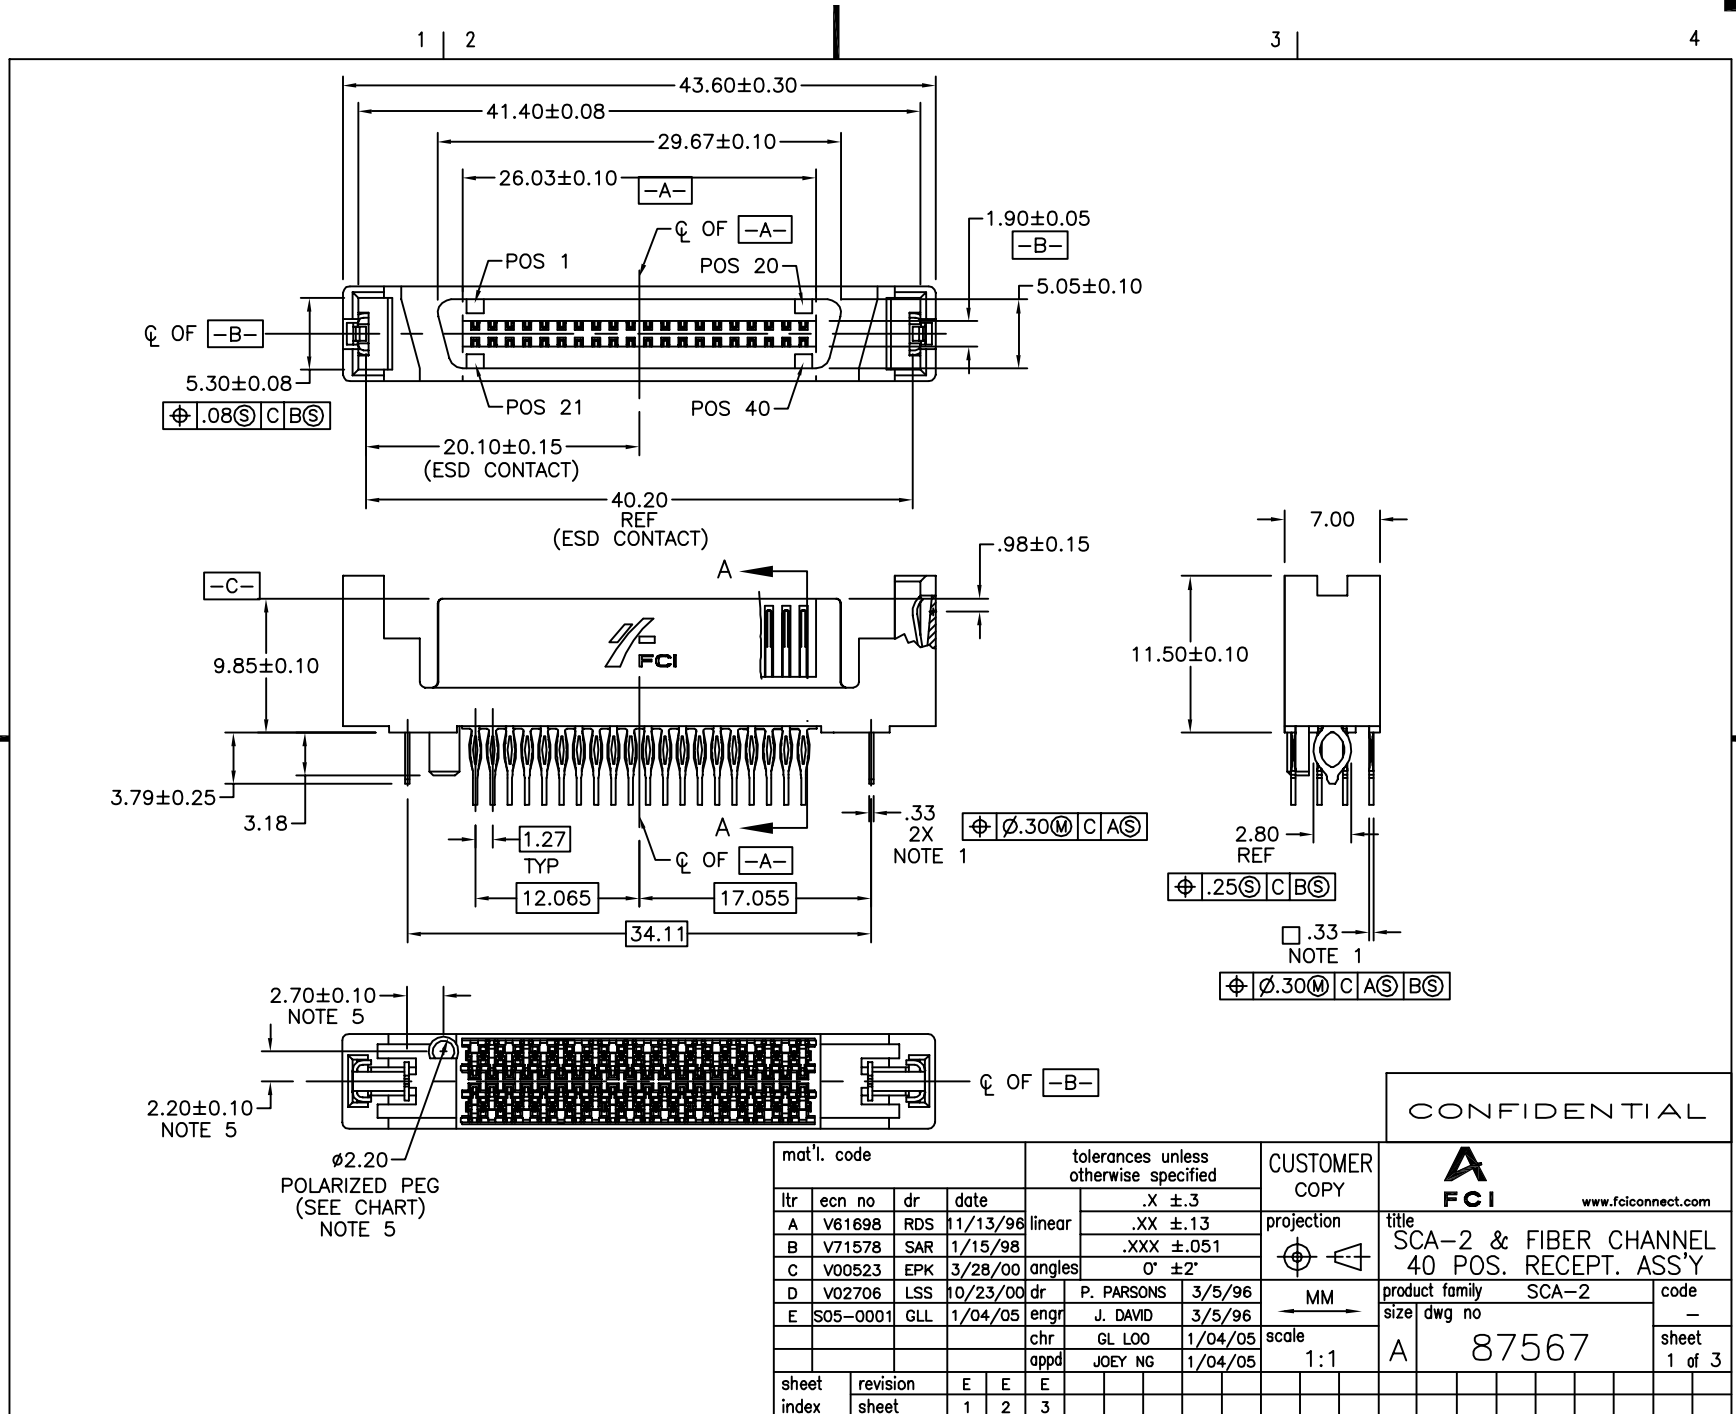 1 2 3 4
43.60±0.30
41.40±0.08
29.67±0.10
26.03±0.10
-A-
℄ OF -A-
1.90±0.05
-B-
POS 1
POS 20
5.05±0.10
℄ OF -B-
5.30±0.08
⌖ .08Ⓢ C BⓈ
POS 21
POS 40
20.10±0.15
(ESD CONTACT)
40.20
REF
(ESD CONTACT)
7.00
.98±0.15
A
-C-
9.85±0.10
FCI
11.50±0.10
3.79±0.25
3.18
1.27
TYP
A
℄ OF -A-
.33
2X
NOTE 1
⌖ Ø.30Ⓜ C AⓈ
2.80
REF
⌖ .25Ⓢ C BⓈ
12.065
17.055
34.11
□ .33
NOTE 1
⌖ Ø.30Ⓜ C AⓈ BⓈ
2.70±0.10
NOTE 5
2.20±0.10
NOTE 5
℄ OF -B-
ø2.20
POLARIZED PEG
(SEE CHART)
NOTE 5
CONFIDENTIAL
mat'l. code
tolerances unless
otherwise specified
CUSTOMER
COPY
FCI
www.fciconnect.com
ltr ecn no dr date
linear .X ±.3
.XX ±.13
.XXX ±.051
angles 0° ±2°
A V61698 RDS 11/13/96
B V71578 SAR 1/15/98
C V00523 EPK 3/28/00
D V02706 LSS 10/23/00
E S05-0001 GLL 1/04/05
dr P. PARSONS 3/5/96
engr J. DAVID 3/5/96
chr GL LOO 1/04/05
appd JOEY NG 1/04/05
projection
MM
scale
1:1
title
SCA-2 & FIBER CHANNEL
40 POS. RECEPT. ASS'Y
product family SCA-2
code
-
size dwg no
A 87567
sheet
1 of 3
sheet revision E E E
index sheet 1 2 3